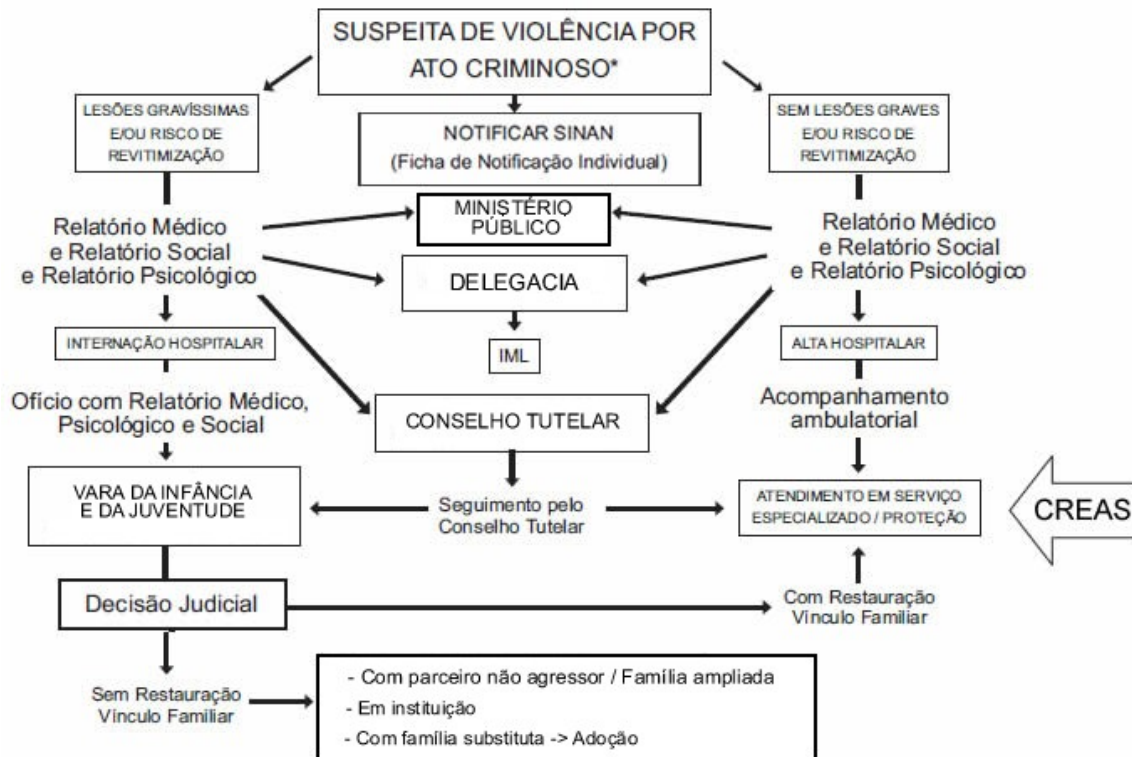 SUSPEITA DE VIOLÊNCIA POR
ATO CRIMINOSO*
LESÕES GRAVÍSSIMAS
E/OU RISCO DE
REVITIMIZAÇÃO
NOTIFICAR SINAN
(Ficha de Notificação Individual)
SEM LESÕES GRAVES
E/OU RISCO DE
REVITIMIZAÇÃO
MINISTÉRIO
PÚBLICO
Relatório Médico
e Relatório Social
e Relatório Psicológico
Relatório Médico
e Relatório Social
e Relatório Psicológico
DELEGACIA
IML
INTERNAÇÃO HOSPITALAR
ALTA HOSPITALAR
Ofício com Relatório Médico,
Psicológico e Social
CONSELHO TUTELAR
Acompanhamento
ambulatorial
VARA DA INFÂNCIA
E DA JUVENTUDE
Seguimento pelo
Conselho Tutelar
ATENDIMENTO EM SERVIÇO
ESPECIALIZADO / PROTEÇÃO
CREAS
Decisão Judicial
Com Restauração
Vínculo Familiar
Sem Restauração
Vínculo Familiar
- Com parceiro não agressor / Família ampliada
- Em instituição
- Com família substituta -> Adoção